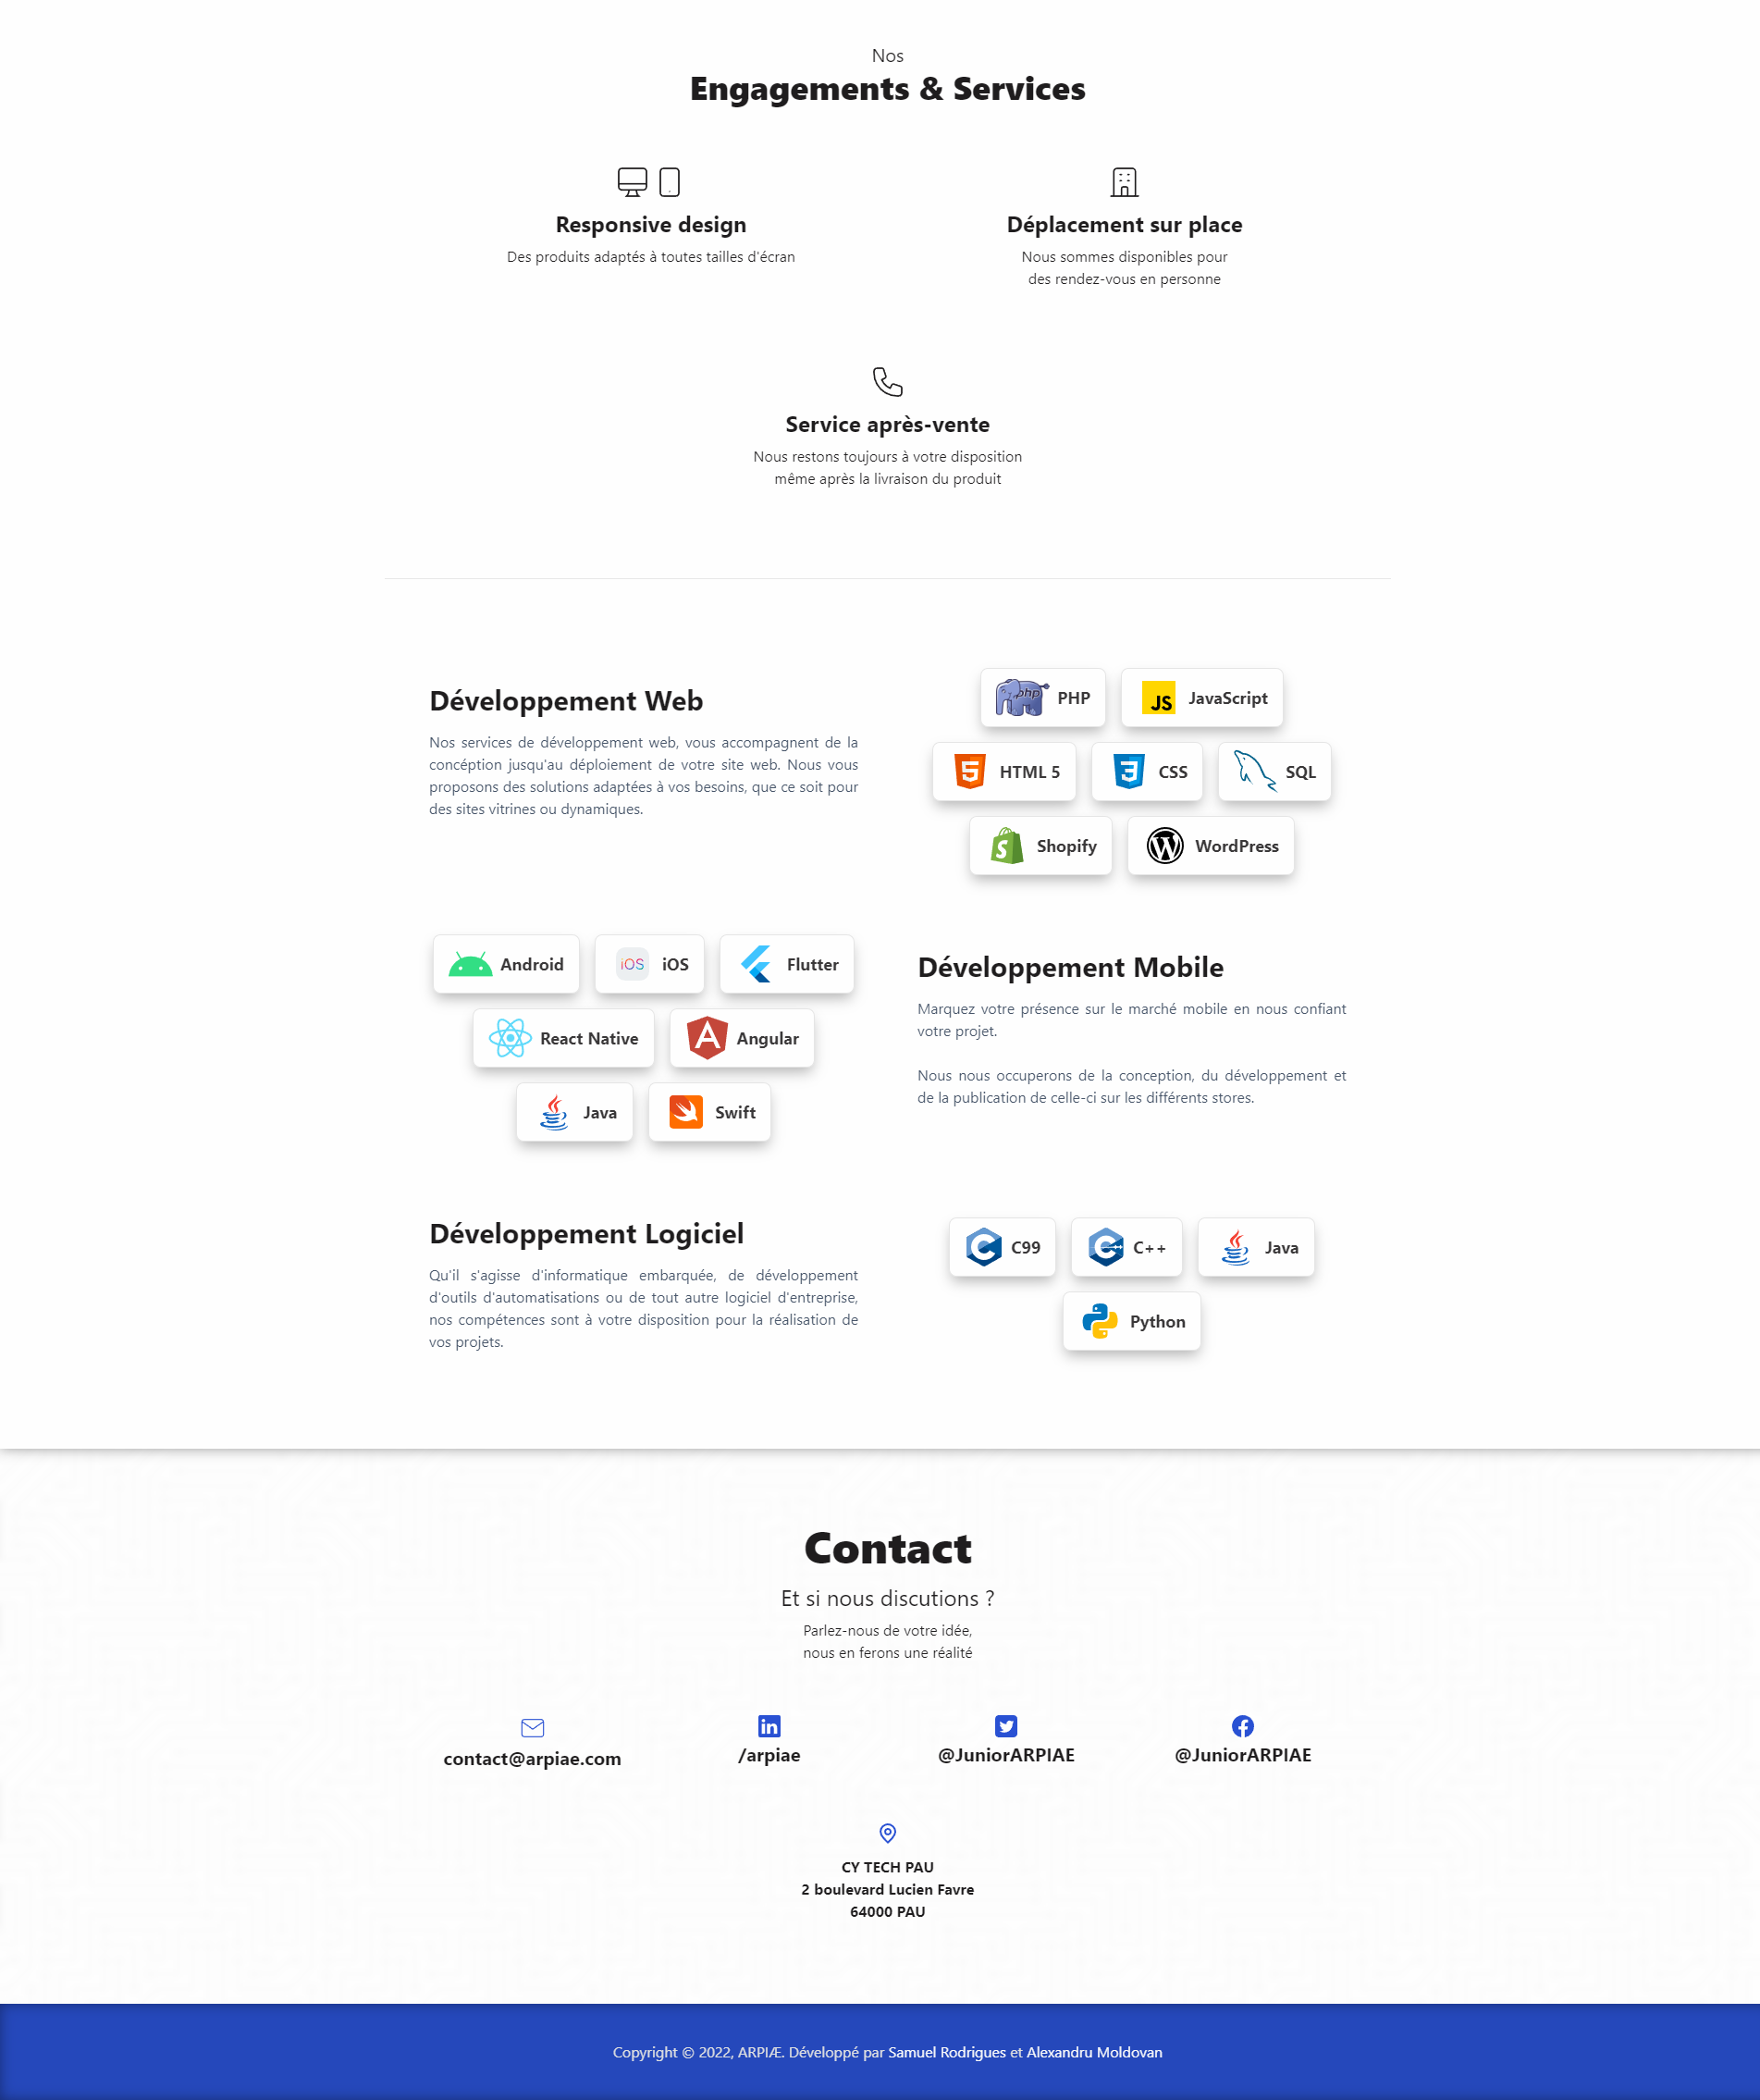 Nos
Engagements & Services
Responsive design
Des produits adaptés à toutes tailles d'écran
Déplacement sur place
Nous sommes disponibles pour
des rendez-vous en personne
Service après-vente
Nous restons toujours à votre disposition
même après la livraison du produit
Développement Web
Nos services de développement web, vous accompagnent de la
concéption jusqu'au déploiement de votre site web. Nous vous
proposons des solutions adaptées à vos besoins, que ce soit pour
des sites vitrines ou dynamiques.
php PHP
JS JavaScript
5 HTML 5
3 CSS
SQL
S Shopify
W WordPress
Android
iOS iOS
Flutter
React Native
A Angular
Java
Swift
Développement Mobile
Marquez votre présence sur le marché mobile en nous confiant
votre projet.
Nous nous occuperons de la conception, du développement et
de la publication de celle-ci sur les différents stores.
Développement Logiciel
Qu'il s'agisse d'informatique embarquée, de développement
d'outils d'automatisations ou de tout autre logiciel d'entreprise,
nos compétences sont à votre disposition pour la réalisation de
vos projets.
C C99
C++ C++
Java
Python
Contact
Et si nous discutions ?
Parlez-nous de votre idée,
nous en ferons une réalité
contact@arpiae.com
in
/arpiae
@JuniorARPIAE
f
@JuniorARPIAE
CY TECH PAU
2 boulevard Lucien Favre
64000 PAU
Copyright © 2022, ARPIÆ. Développé par Samuel Rodrigues et Alexandru Moldovan